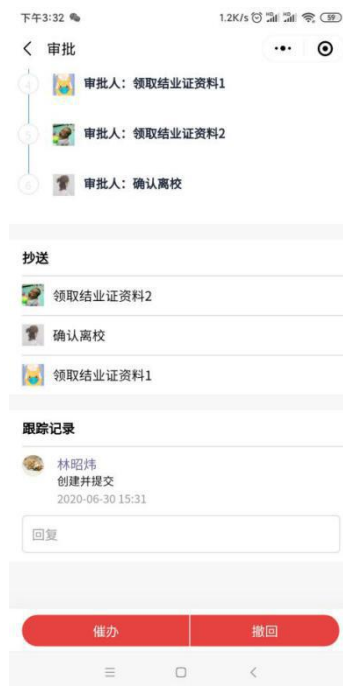 下午3:32
1.2K/s
59
审批
审批人：领取结业证资料1
5
审批人：领取结业证资料2
6
审批人：确认离校
抄送
领取结业证资料2
确认离校
领取结业证资料1
跟踪记录
林昭炜
创建并提交
2020-06-30 15:31
回复
催办
撤回